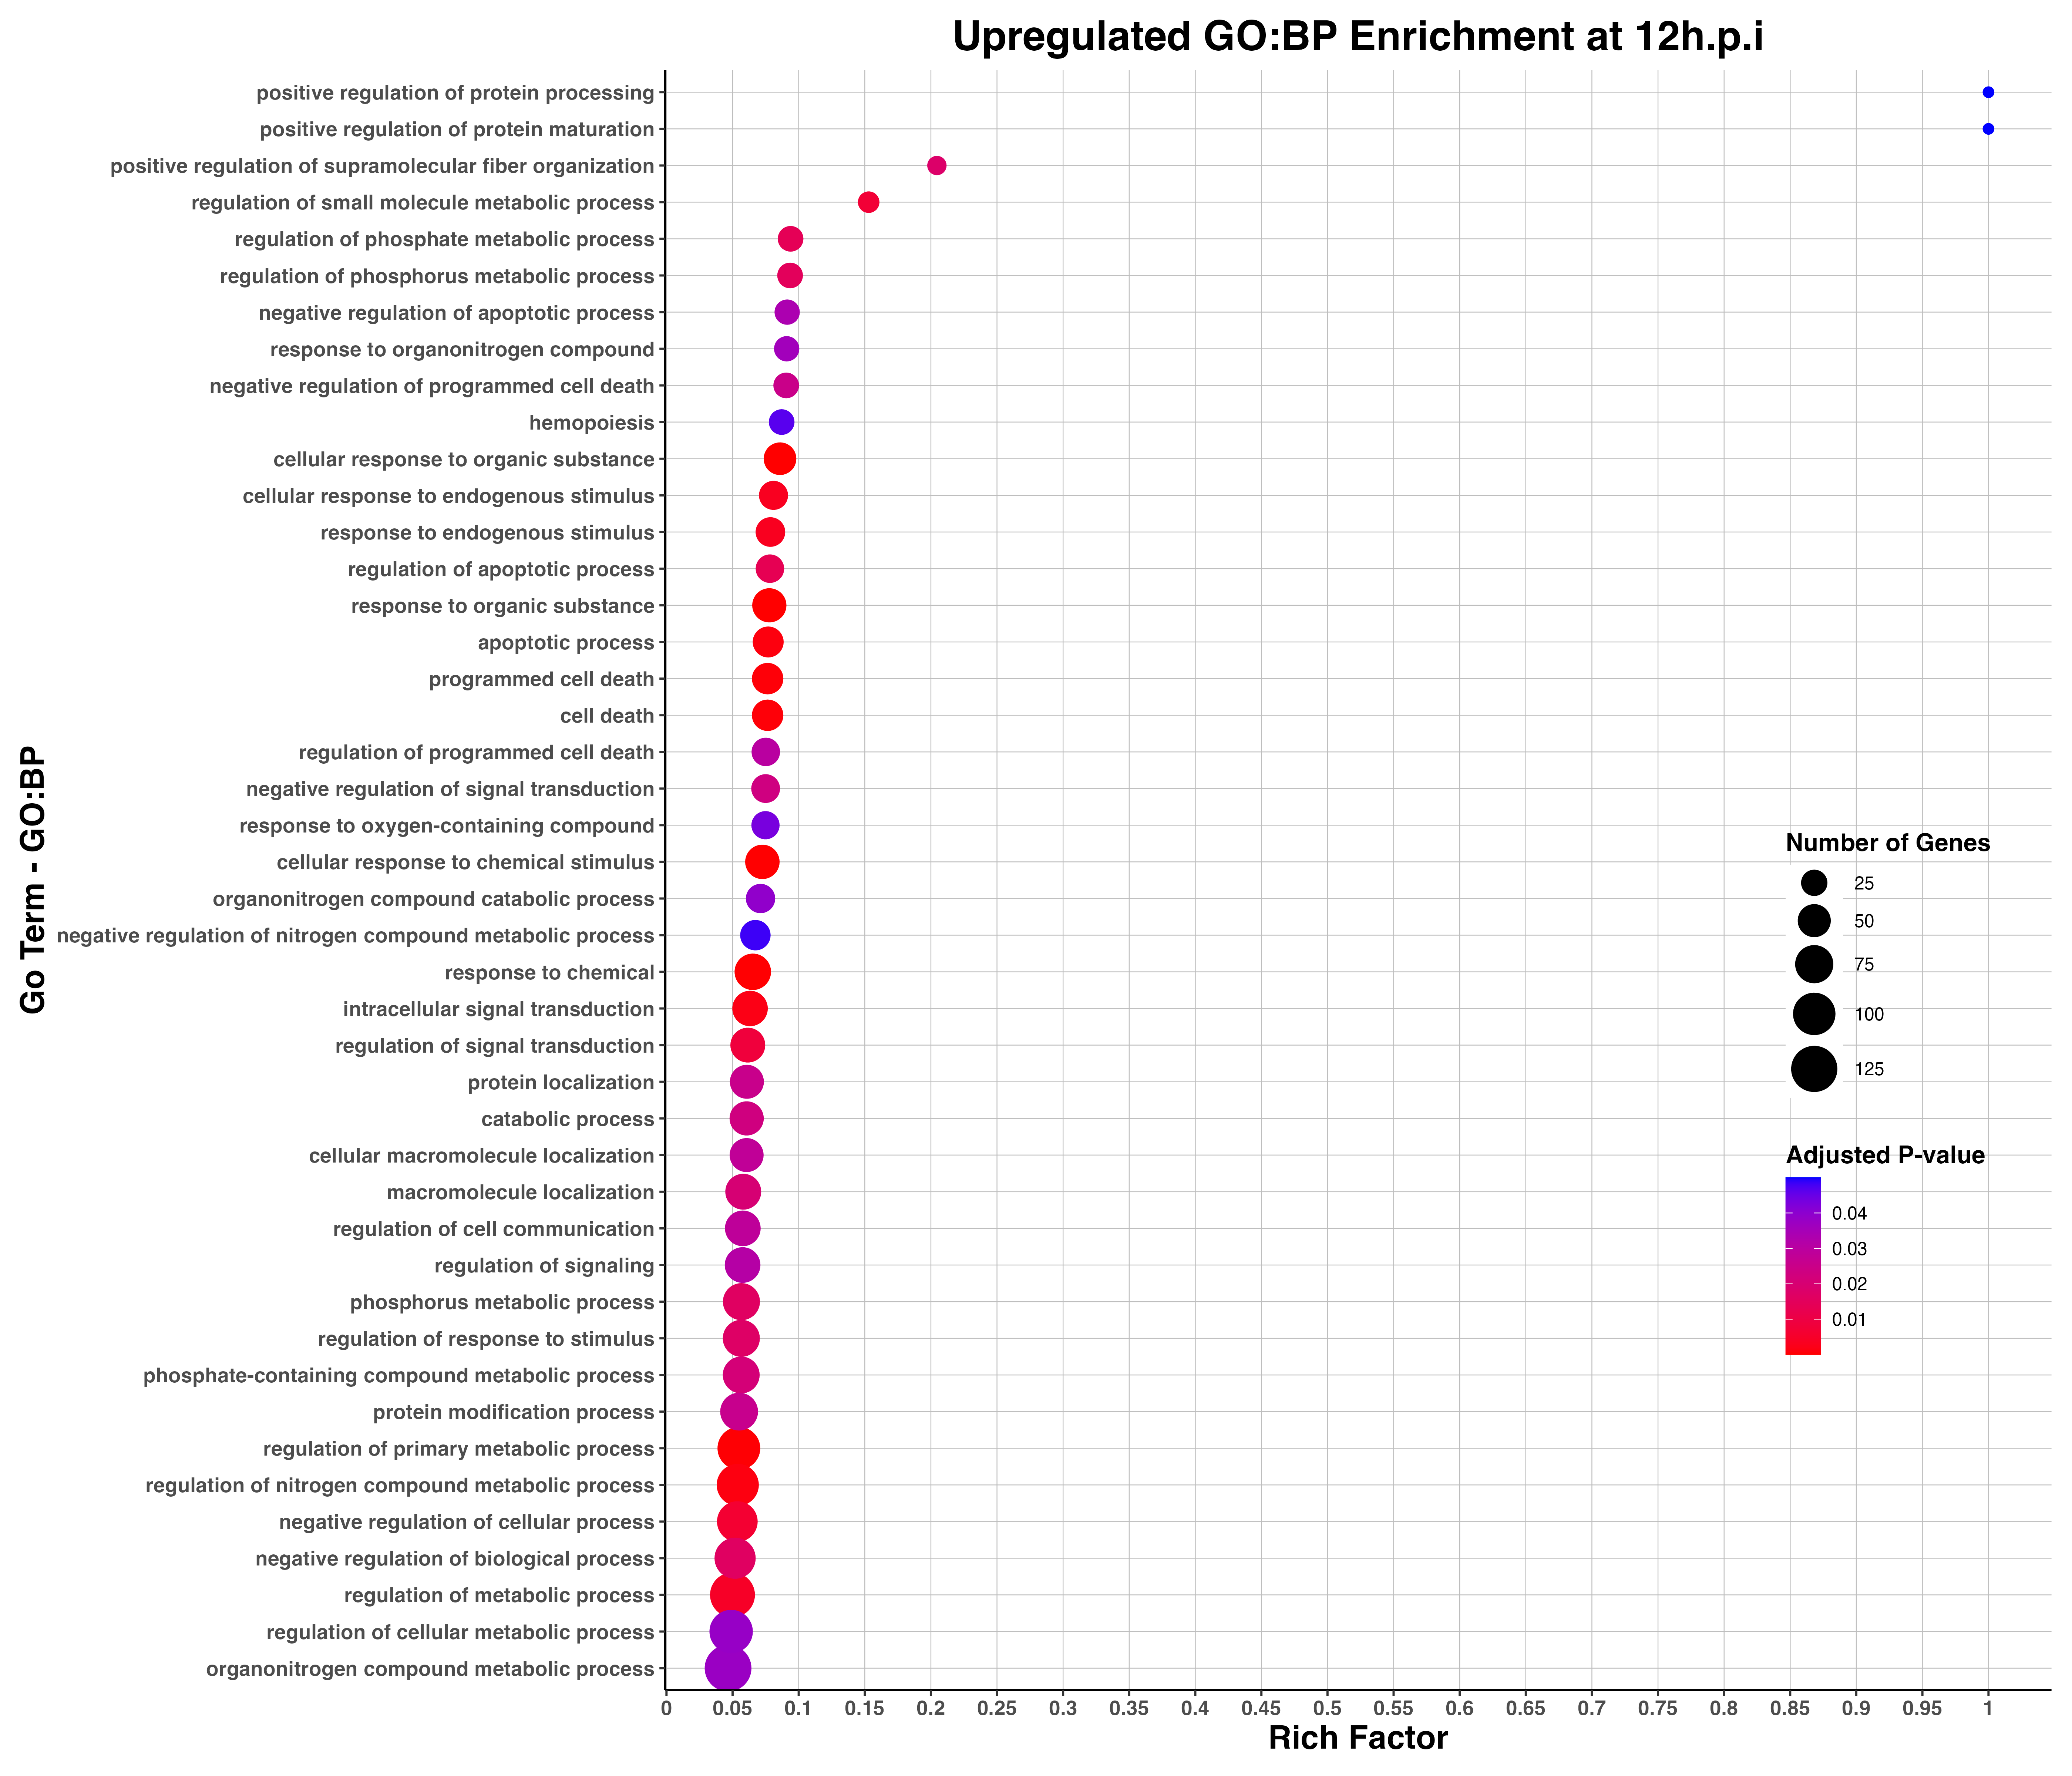 Upregulated GO:BP Enrichment at 12h.p.i
positive regulation of protein processing
positive regulation of protein maturation
positive regulation of supramolecular fiber organization
regulation of small molecule metabolic process
regulation of phosphate metabolic process
regulation of phosphorus metabolic process
negative regulation of apoptotic process
response to organonitrogen compound
negative regulation of programmed cell death
hemopoiesis
cellular response to organic substance
cellular response to endogenous stimulus
response to endogenous stimulus
regulation of apoptotic process
response to organic substance
apoptotic process
programmed cell death
cell death
regulation of programmed cell death
negative regulation of signal transduction
response to oxygen-containing compound
cellular response to chemical stimulus
organonitrogen compound catabolic process
negative regulation of nitrogen compound metabolic process
response to chemical
intracellular signal transduction
regulation of signal transduction
protein localization
catabolic process
cellular macromolecule localization
macromolecule localization
regulation of cell communication
regulation of signaling
phosphorus metabolic process
regulation of response to stimulus
phosphate-containing compound metabolic process
protein modification process
regulation of primary metabolic process
regulation of nitrogen compound metabolic process
negative regulation of cellular process
negative regulation of biological process
regulation of metabolic process
regulation of cellular metabolic process
organonitrogen compound metabolic process
Go Term - GO:BP
Number of Genes
25
50
75
100
125
Adjusted P-value
0.04
0.03
0.02
0.01
0 0.05 0.1 0.15 0.2 0.25 0.3 0.35 0.4 0.45 0.5 0.55 0.6 0.65 0.7 0.75 0.8 0.85 0.9 0.95 1
Rich Factor